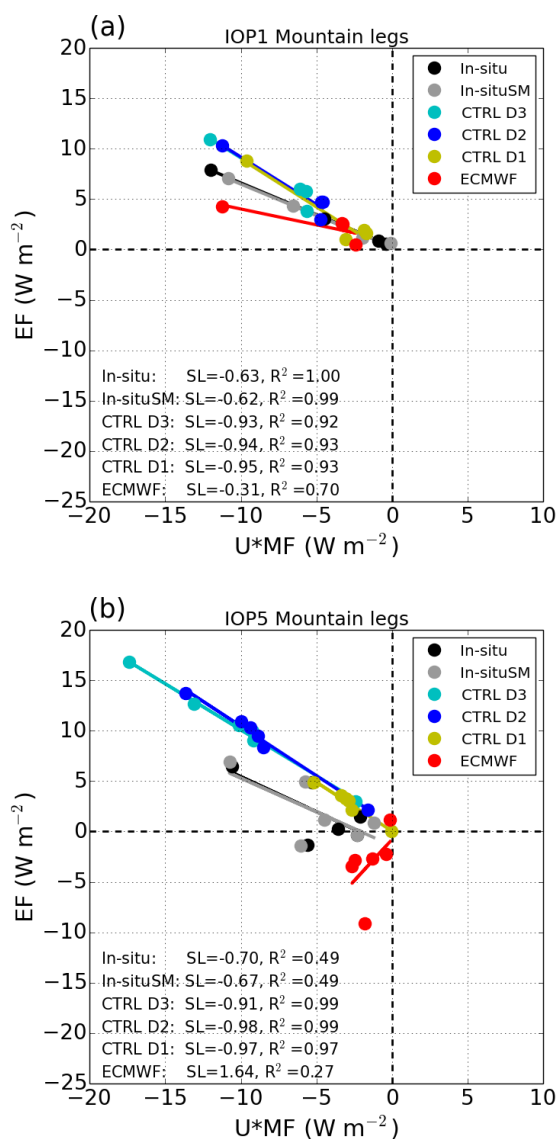 (a)
IOP1 Mountain legs
20
15
10
5
0
−5
−10
−15
−20
−25
EF (W m⁻²)
In-situ
In-situSM
CTRL D3
CTRL D2
CTRL D1
ECMWF
In-situ: SL=-0.63, R² =1.00
In-situSM: SL=-0.62, R² =0.99
CTRL D3: SL=-0.93, R² =0.92
CTRL D2: SL=-0.94, R² =0.93
CTRL D1: SL=-0.95, R² =0.93
ECMWF: SL=-0.31, R² =0.70
−20 −15 −10 −5 0 5 10
U*MF (W m⁻²)
(b)
IOP5 Mountain legs
20
15
10
5
0
−5
−10
−15
−20
−25
EF (W m⁻²)
In-situ
In-situSM
CTRL D3
CTRL D2
CTRL D1
ECMWF
In-situ: SL=-0.70, R² =0.49
In-situSM: SL=-0.67, R² =0.49
CTRL D3: SL=-0.91, R² =0.99
CTRL D2: SL=-0.98, R² =0.99
CTRL D1: SL=-0.97, R² =0.97
ECMWF: SL=1.64, R² =0.27
−20 −15 −10 −5 0 5 10
U*MF (W m⁻²)